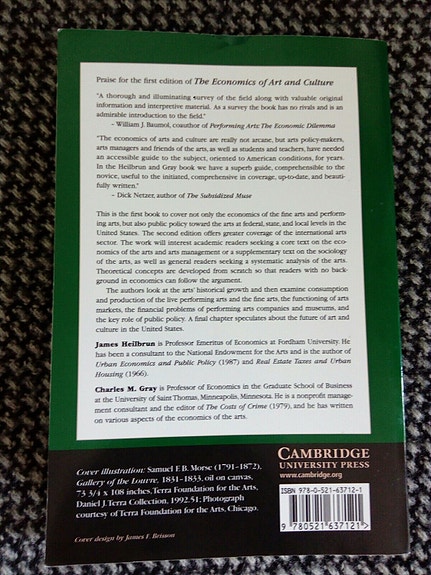 Praise for the first edition of The Economics of Art and Culture
"A thorough and illuminating survey of the field along with valuable original
information and interpretive material. As a survey the book has no rivals and is an
admirable introduction to the field."
– William J. Baumol, coauthor of Performing Arts: The Economic Dilemma
"The economics of arts and culture are really not arcane, but arts policy-makers,
arts managers and friends of the arts, as well as students and teachers, have needed
an accessible guide to the subject, oriented to American conditions, for years.
In the Heilbrun and Gray book we have a superb guide, comprehensible to the
novice, useful to the initiated, comprehensive in coverage, up-to-date, and beauti-
fully written."
– Dick Netzer, author of The Subsidized Muse
This is the first book to cover not only the economics of the fine arts and perform-
ing arts, but also public policy toward the arts at federal, state, and local levels in the
United States. The second edition offers greater coverage of the international arts
sector. The work will interest academic readers seeking a core text on the eco-
nomics of the arts and arts management or a supplementary text on the sociology
of the arts, as well as general readers seeking a systematic analysis of the arts.
Theoretical concepts are developed from scratch so that readers with no back-
ground in economics can follow the argument.
The authors look at the arts' historical growth and then examine consumption
and production of the live performing arts and the fine arts, the functioning of arts
markets, the financial problems of performing arts companies and museums, and
the key role of public policy. A final chapter speculates about the future of art and
culture in the United States.
James Heilbrun is Professor Emeritus of Economics at Fordham University. He
has been a consultant to the National Endowment for the Arts and is the author of
Urban Economics and Public Policy (1987) and Real Estate Taxes and Urban
Housing (1966).
Charles M. Gray is Professor of Economics in the Graduate School of Business
at the University of Saint Thomas, Minneapolis, Minnesota. He is a nonprofit manage-
ment consultant and the editor of The Costs of Crime (1979), and he has written
on various aspects of the economics of the arts.
Cover illustration: Samuel F.B. Morse (1791–1872),
Gallery of the Louvre, 1831–1833, oil on canvas,
73 3/4 x 108 inches, Terra Foundation for the Arts,
Daniel J. Terra Collection, 1992.51; Photograph
courtesy of Terra Foundation for the Arts, Chicago.
Cover design by James F. Brisson
CAMBRIDGE
UNIVERSITY PRESS
www.cambridge.org
ISBN 978-0-521-63712-1
9 780521 637121 >